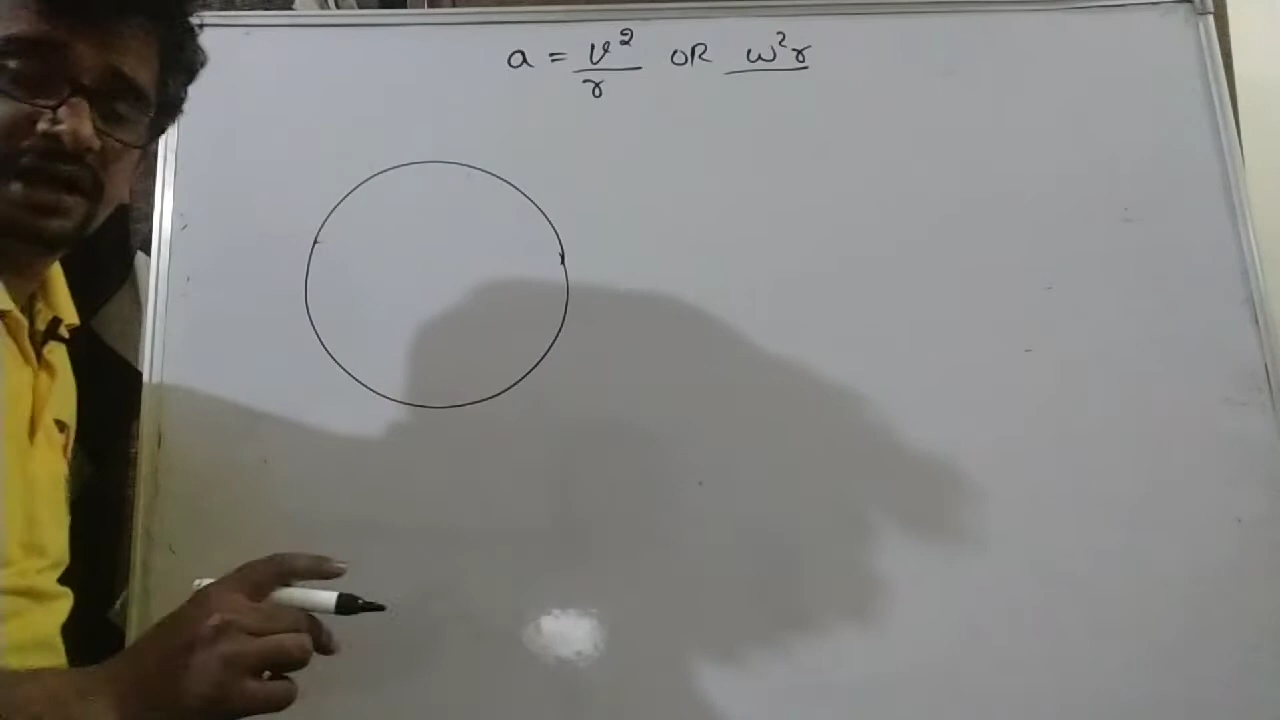 a = v²/r OR ω²r